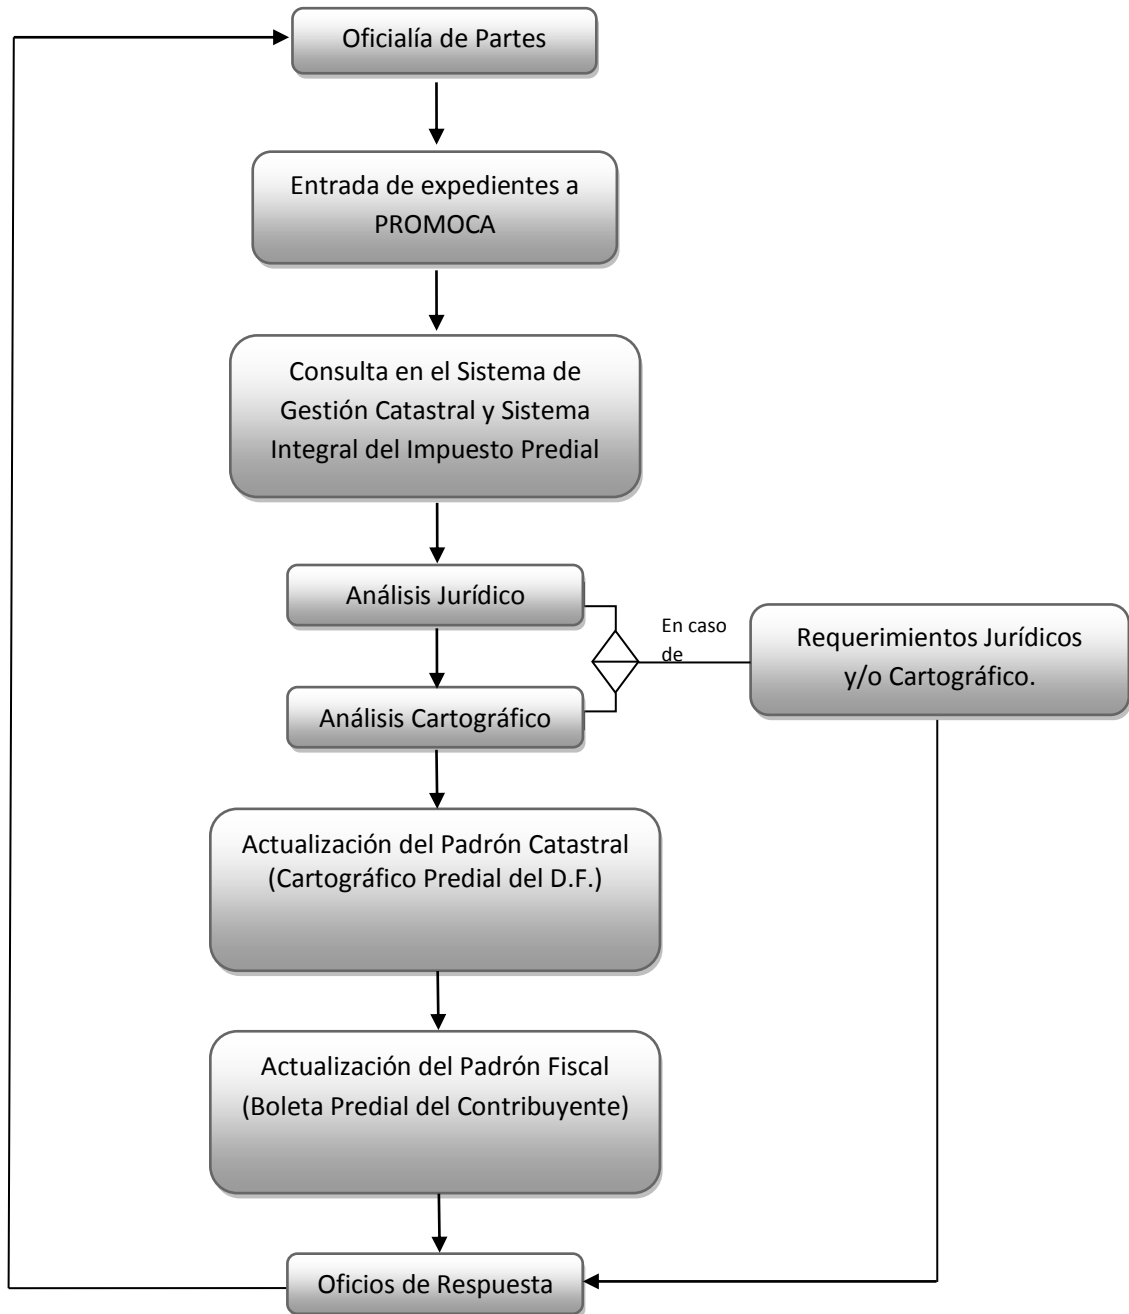 Oficialía de Partes
Entrada de expedientes a
PROMOCA
Consulta en el Sistema de
Gestión Catastral y Sistema
Integral del Impuesto Predial
Análisis Jurídico
En caso
de
Requerimientos Jurídicos
y/o Cartográfico.
Análisis Cartográfico
Actualización del Padrón Catastral
(Cartográfico Predial del D.F.)
Actualización del Padrón Fiscal
(Boleta Predial del Contribuyente)
Oficios de Respuesta